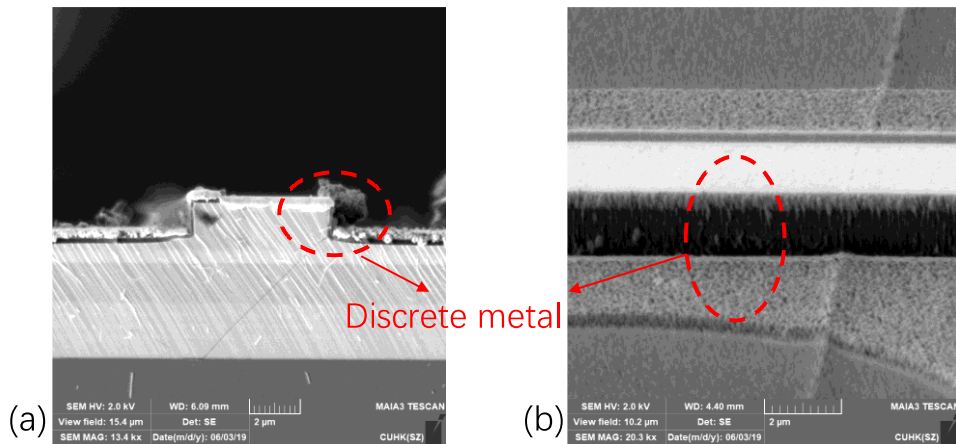 Discrete metal
(a)
SEM HV: 2.0 kV WD: 6.09 mm MAIA3 TESCAN
View field: 15.4 µm Det: SE 2 µm
SEM MAG: 13.4 kx Date(m/d/y): 06/03/19 CUHK(SZ)
(b)
SEM HV: 2.0 kV WD: 4.40 mm MAIA3 TESCAN
View field: 10.2 µm Det: SE 2 µm
SEM MAG: 20.3 kx Date(m/d/y): 06/03/19 CUHK(SZ)